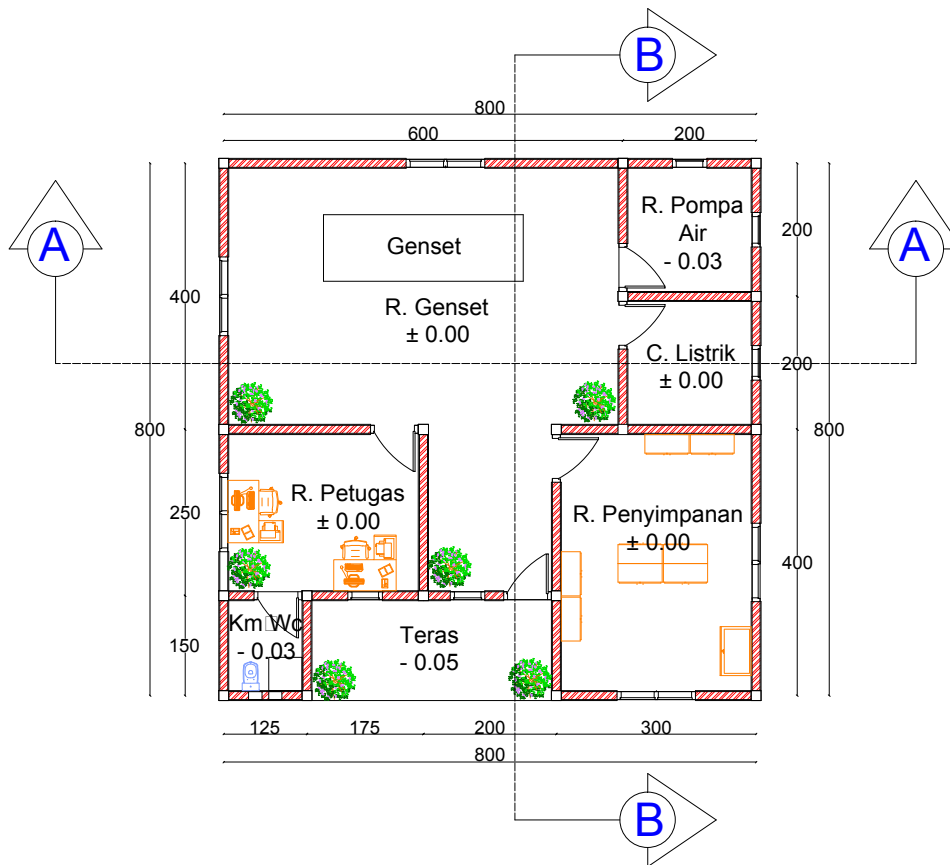 B
800
600
200
A
A
R. Pompa
Air
- 0.03
200
Genset
400
R. Genset
± 0.00
C. Listrik
± 0.00
200
800
800
R. Petugas
± 0.00
R. Penyimpanan
± 0.00
250
400
Km Wc
- 0.03
Teras
- 0.05
150
125
175
200
300
800
B